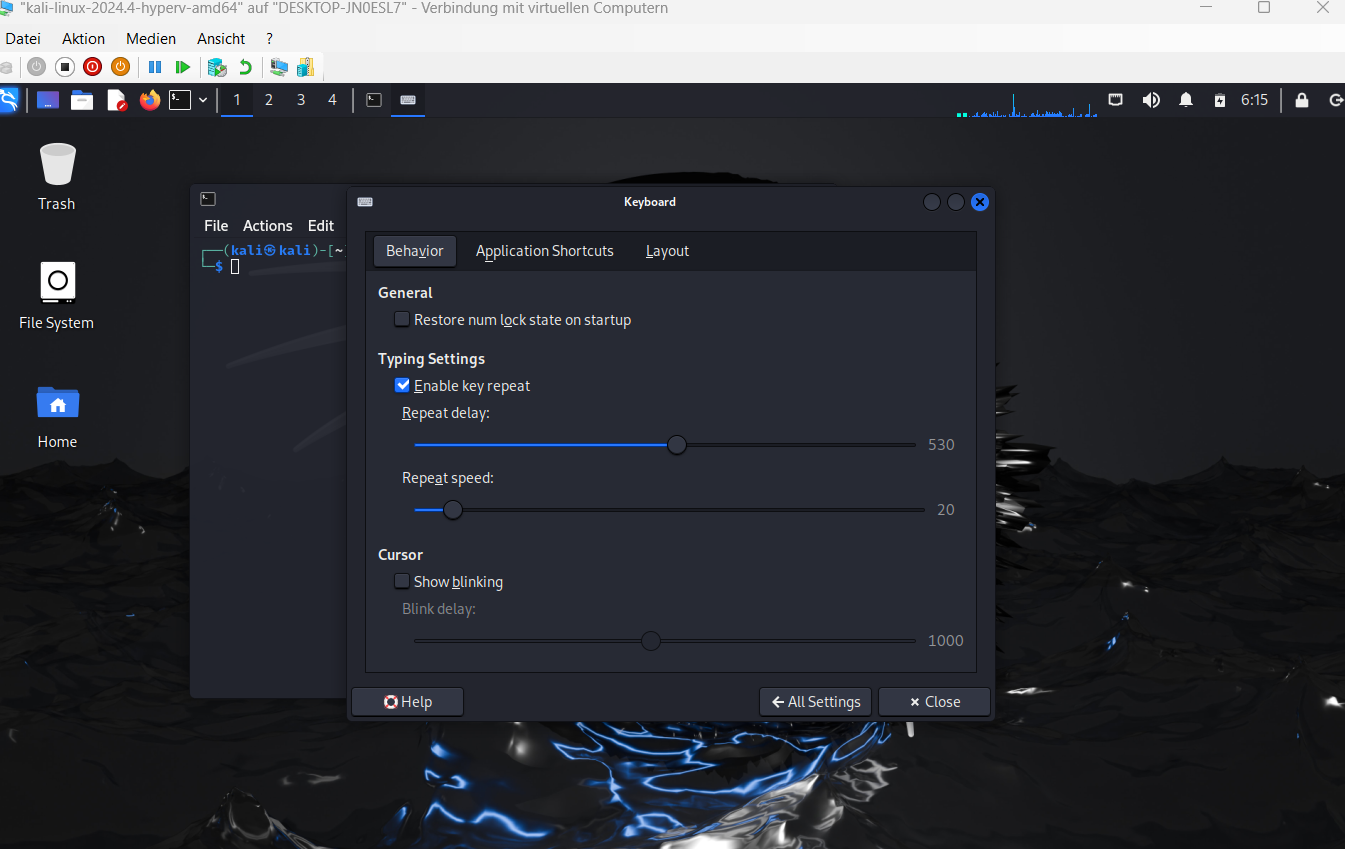 "kali-linux-2024.4-hyperv-amd64" auf "DESKTOP-JN0ESL7" - Verbindung mit virtuellen Computern
Datei Aktion Medien Ansicht ?
1 2 3 4 6:15
Trash
File System
Home
File Actions Edit
(kali㉿kali)-[~
$
Keyboard
Behavior Application Shortcuts Layout
General
Restore num lock state on startup
Typing Settings
Enable key repeat
Repeat delay:
530
Repeat speed:
20
Cursor
Show blinking
Blink delay:
1000
Help All Settings Close